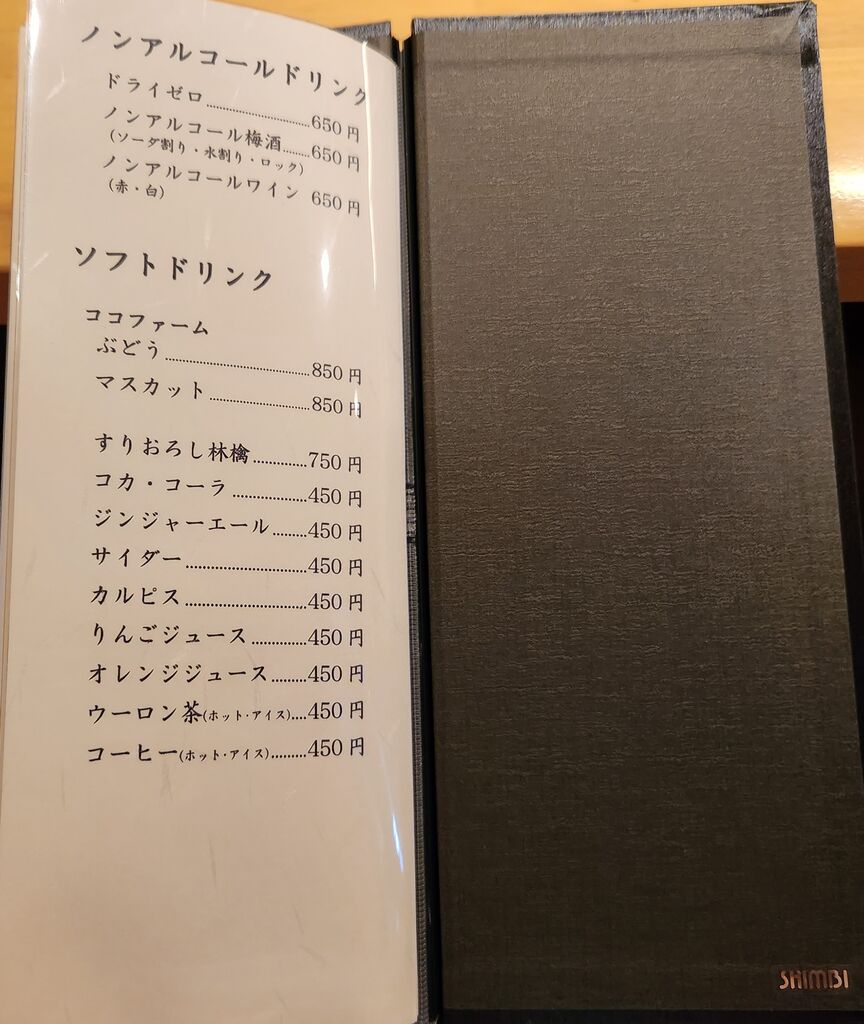 ノンアルコールドリンク
ドライゼロ..................650円
ノンアルコール梅酒........650円
(ソーダ割り・水割り・ロック)
ノンアルコールワイン 650円
(赤・白)
ソフトドリンク
ココファーム
ぶどう.........................850円
マスカット..................850円
すりおろし林檎.............750円
コカ・コーラ................450円
ジンジャーエール.........450円
サイダー......................450円
カルピス......................450円
りんごジュース.............450円
オレンジジュース.........450円
ウーロン茶(ホット・アイス)....450円
コーヒー(ホット・アイス).........450円
SHIMBI